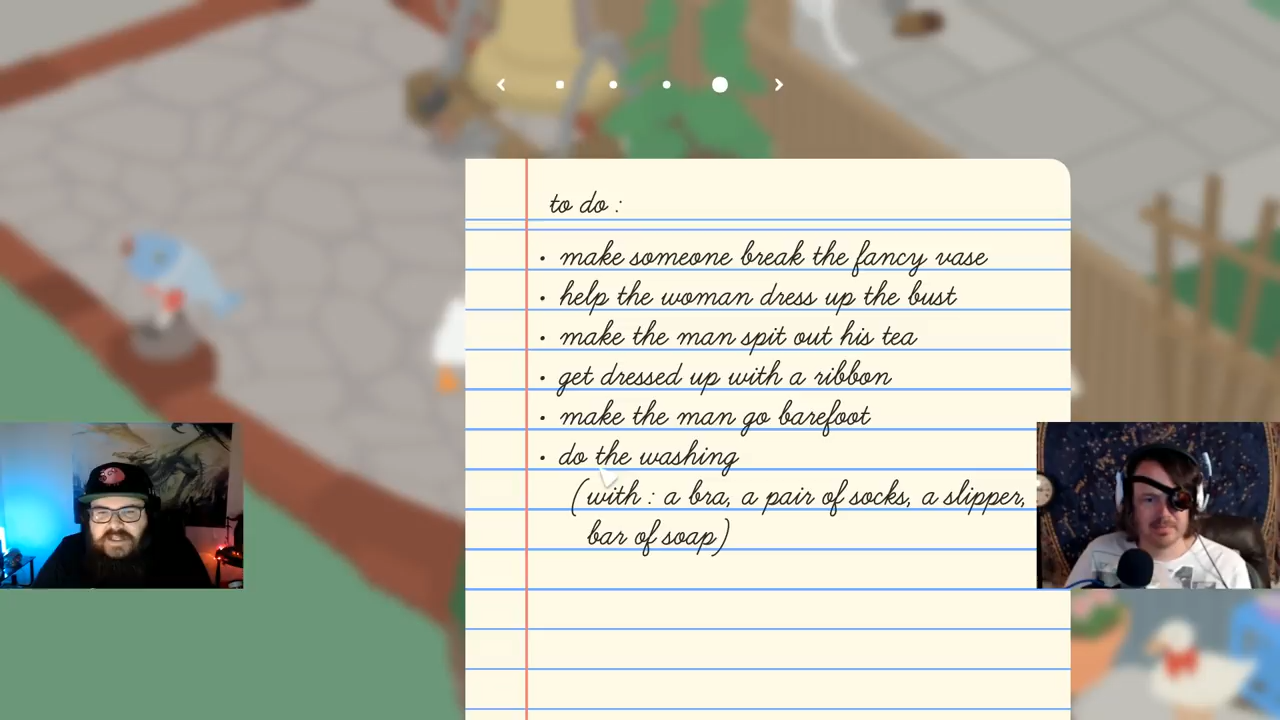 to do :
• make someone break the fancy vase
• help the woman dress up the bust
• make the man spit out his tea
• get dressed up with a ribbon
• make the man go barefoot
• do the washing
(with : a bra, a pair of socks, a slipper,
bar of soap)